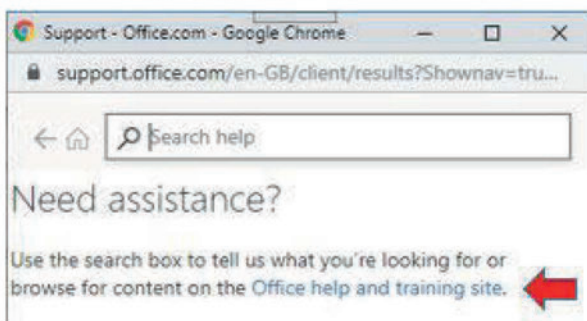 Support - Office.com - Google Chrome
support.office.com/en-GB/client/results?Shownav=tru...
Search help
Need assistance?
Use the search box to tell us what you're looking for or
browse for content on the Office help and training site.